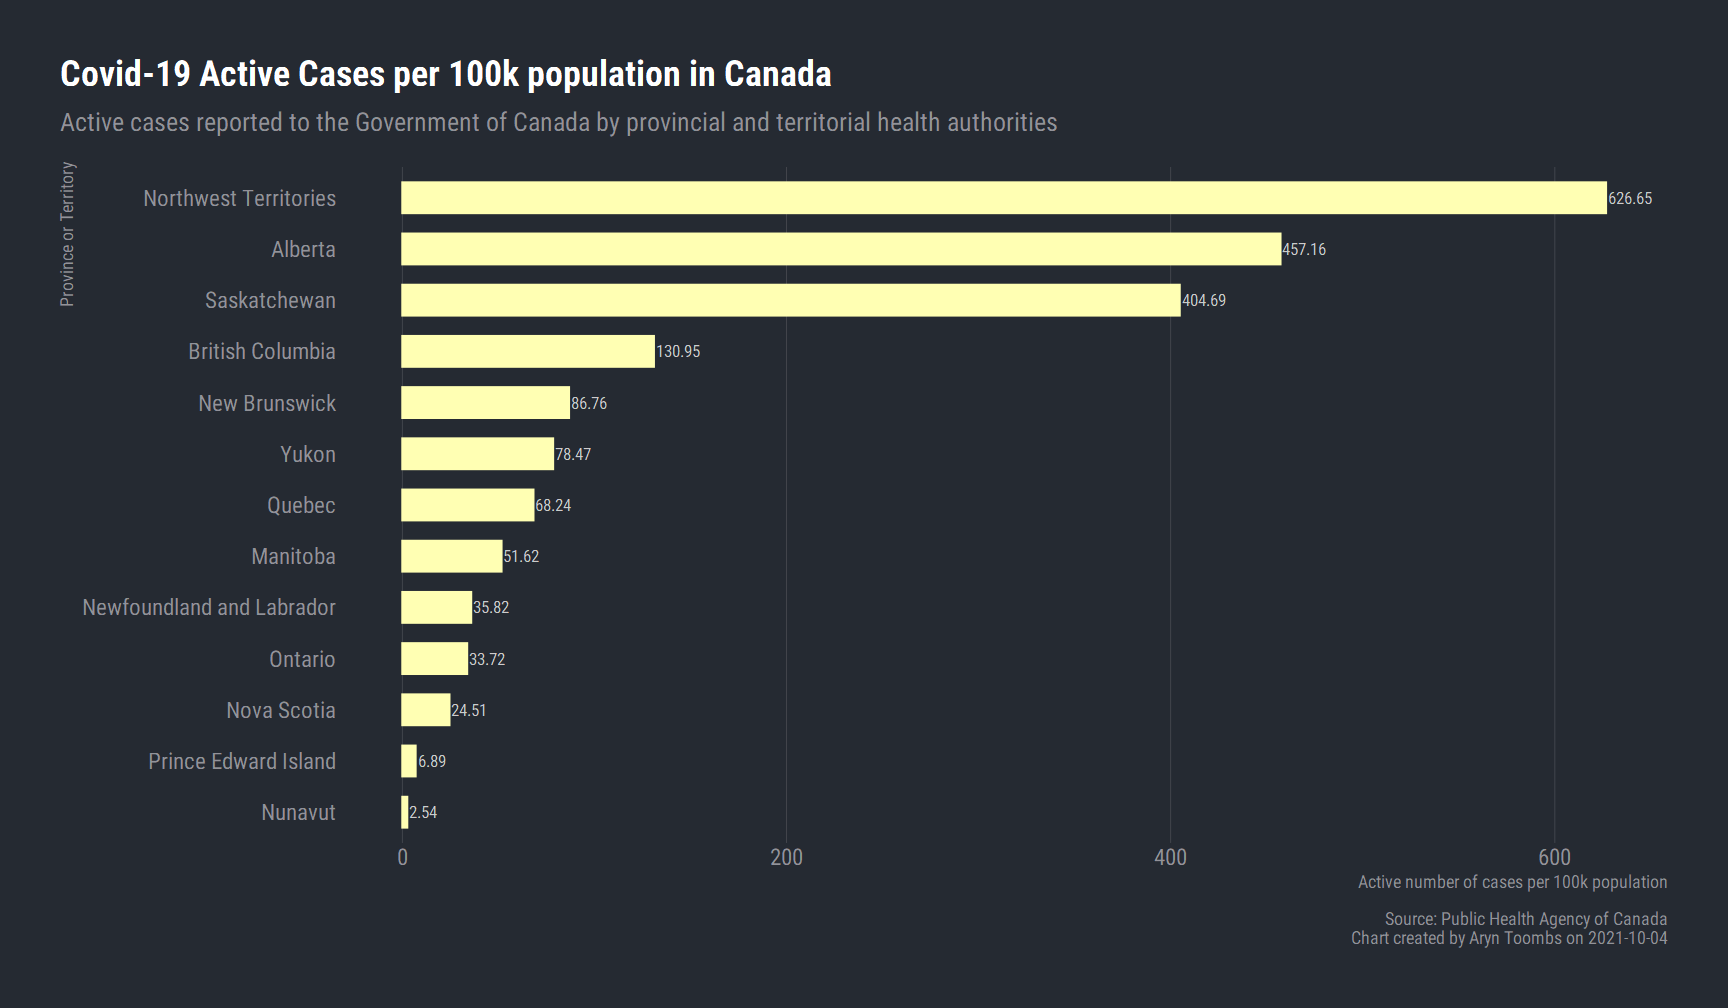 Covid-19 Active Cases per 100k population in Canada
Active cases reported to the Government of Canada by provincial and territorial health authorities
Province or Territory
Northwest Territories 626.65
Alberta 457.16
Saskatchewan 404.69
British Columbia 130.95
New Brunswick 86.76
Yukon 78.47
Quebec 68.24
Manitoba 51.62
Newfoundland and Labrador 35.82
Ontario 33.72
Nova Scotia 24.51
Prince Edward Island 6.89
Nunavut 2.54
0 200 400 600
Active number of cases per 100k population
Source: Public Health Agency of Canada
Chart created by Aryn Toombs on 2021-10-04